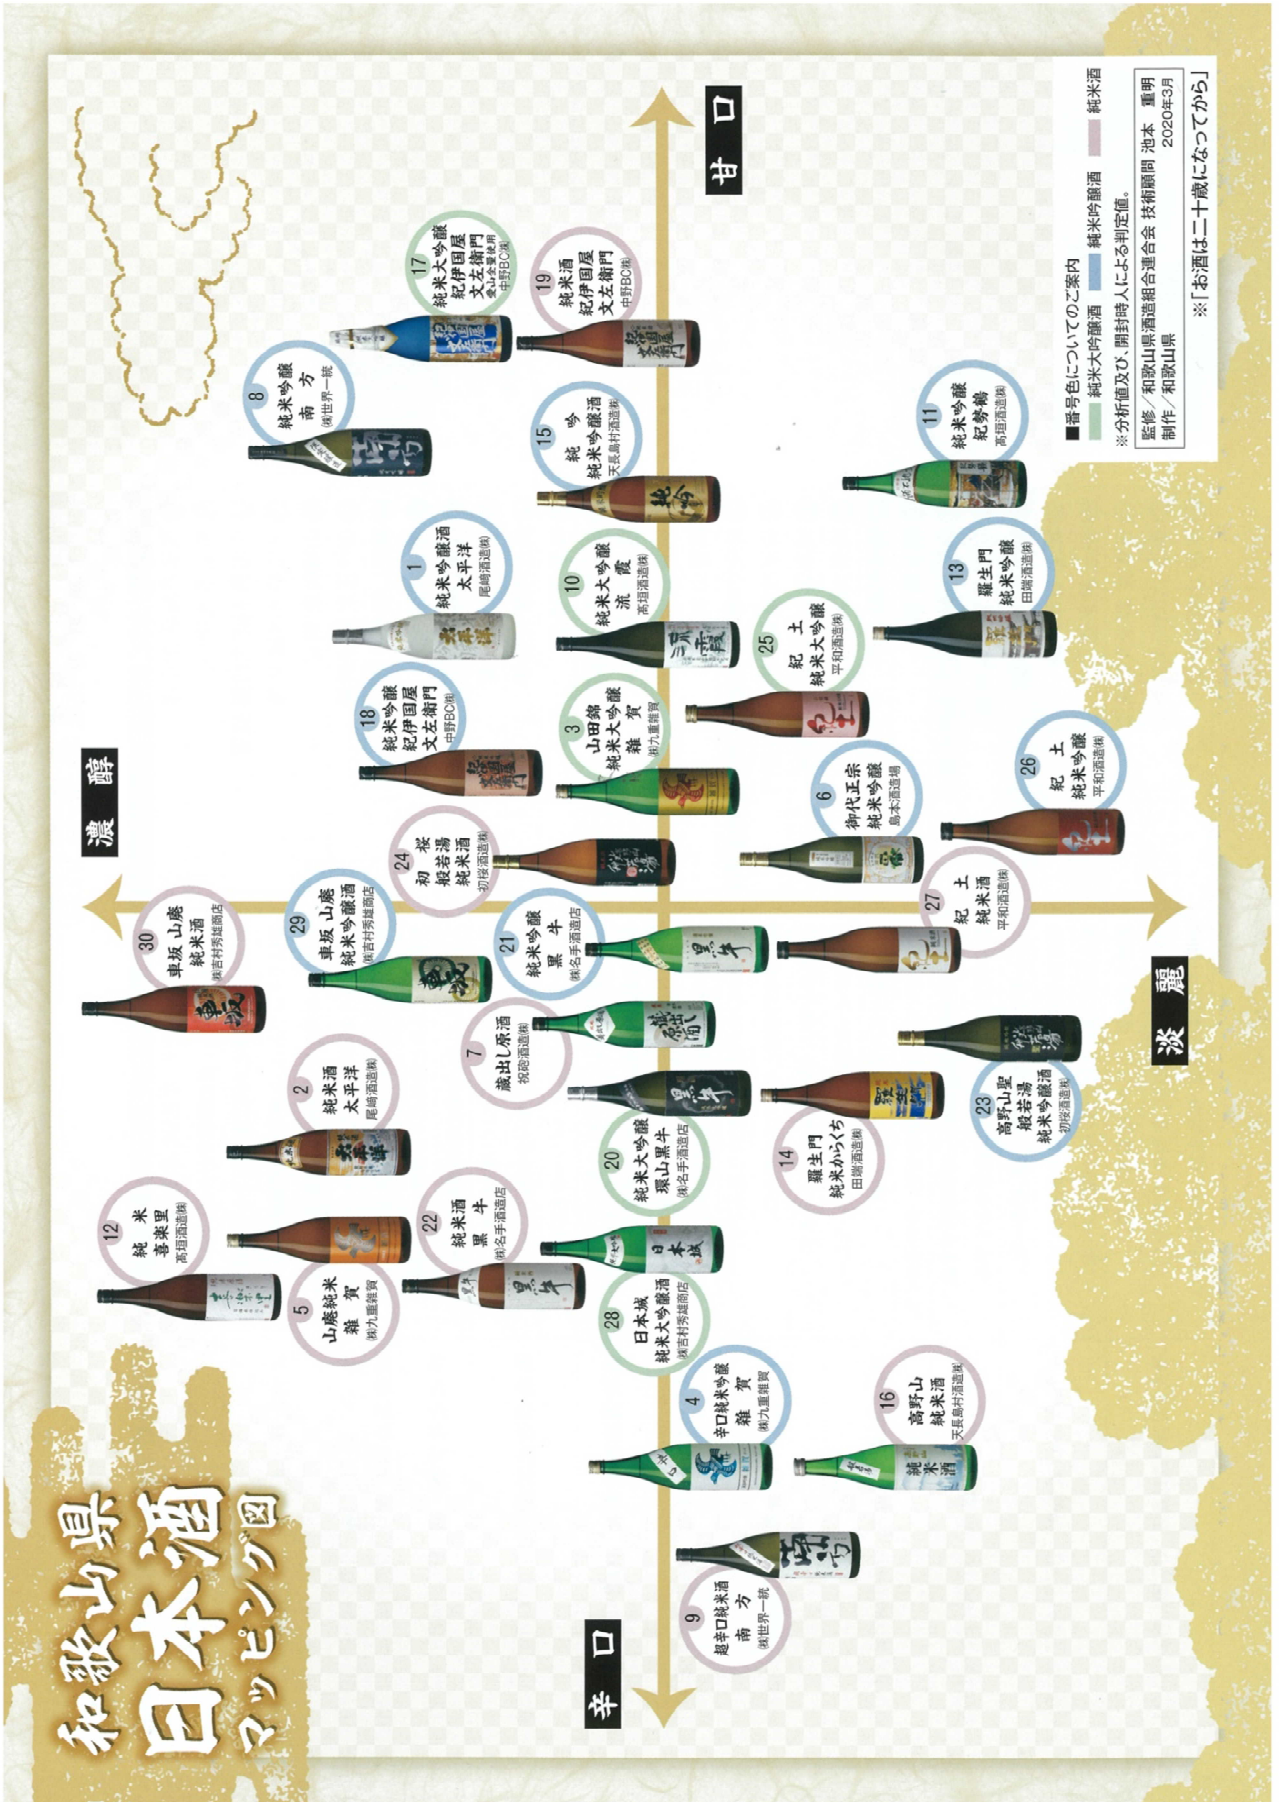 和歌山県
日本酒
マッピング図
濃醇
淡麗
辛口
甘口
1
純米吟醸酒
太平洋
尾﨑酒造㈱
2
純米酒
太平洋
尾﨑酒造㈱
3
山田錦
純米大吟醸
雑賀
㈱九重雜賀
4
辛口純米吟醸
雑賀
㈱九重雜賀
5
山廃純米
雑賀
㈱九重雜賀
6
御代正宗
純米吟醸
島本酒造場
7
蔵出し原酒
祝砲酒造㈱
8
純米吟醸
南方
㈱世界一統
9
超辛口純米酒
南方
㈱世界一統
10
純米大吟醸
流霞
髙垣酒造㈱
11
純米吟醸
紀勢鶴
髙垣酒造㈱
12
純米
喜楽里
髙垣酒造㈱
13
羅生門
純米吟醸
田端酒造㈱
14
羅生門
純米からくち
田端酒造㈱
15
純吟
純米吟醸酒
天長島村酒造㈱
16
高野山
純米酒
天長島村酒造㈱
17
純米大吟醸
紀伊国屋
文左衛門
愛山全量使用
中野BC㈱
18
純米吟醸
紀伊国屋
文左衛門
中野BC㈱
19
純米酒
紀伊国屋
文左衛門
中野BC㈱
20
純米大吟醸
環山黒牛
㈱名手酒造店
21
純米吟醸
黒牛
㈱名手酒造店
22
純米酒
黒牛
㈱名手酒造店
23
高野山聖
般若湯
純米吟醸酒
初桜酒造㈱
24
初桜
般若湯
純米酒
初桜酒造㈱
25
紀土
純米大吟醸
平和酒造㈱
26
紀土
純米吟醸
平和酒造㈱
27
紀土
純米酒
平和酒造㈱
28
日本城
純米大吟醸酒
㈱吉村秀雄商店
29
車坂 山廃
純米吟醸酒
㈱吉村秀雄商店
30
車坂 山廃
純米酒
㈱吉村秀雄商店
■番号色についてのご案内
純米大吟醸酒 純米吟醸酒 純米酒
※分析値及び、開封時人による判定値。
監修／和歌山県酒造組合連合会 技術顧問 池本 重明
制作／和歌山県 2020年3月
※「お酒は二十歳になってから」